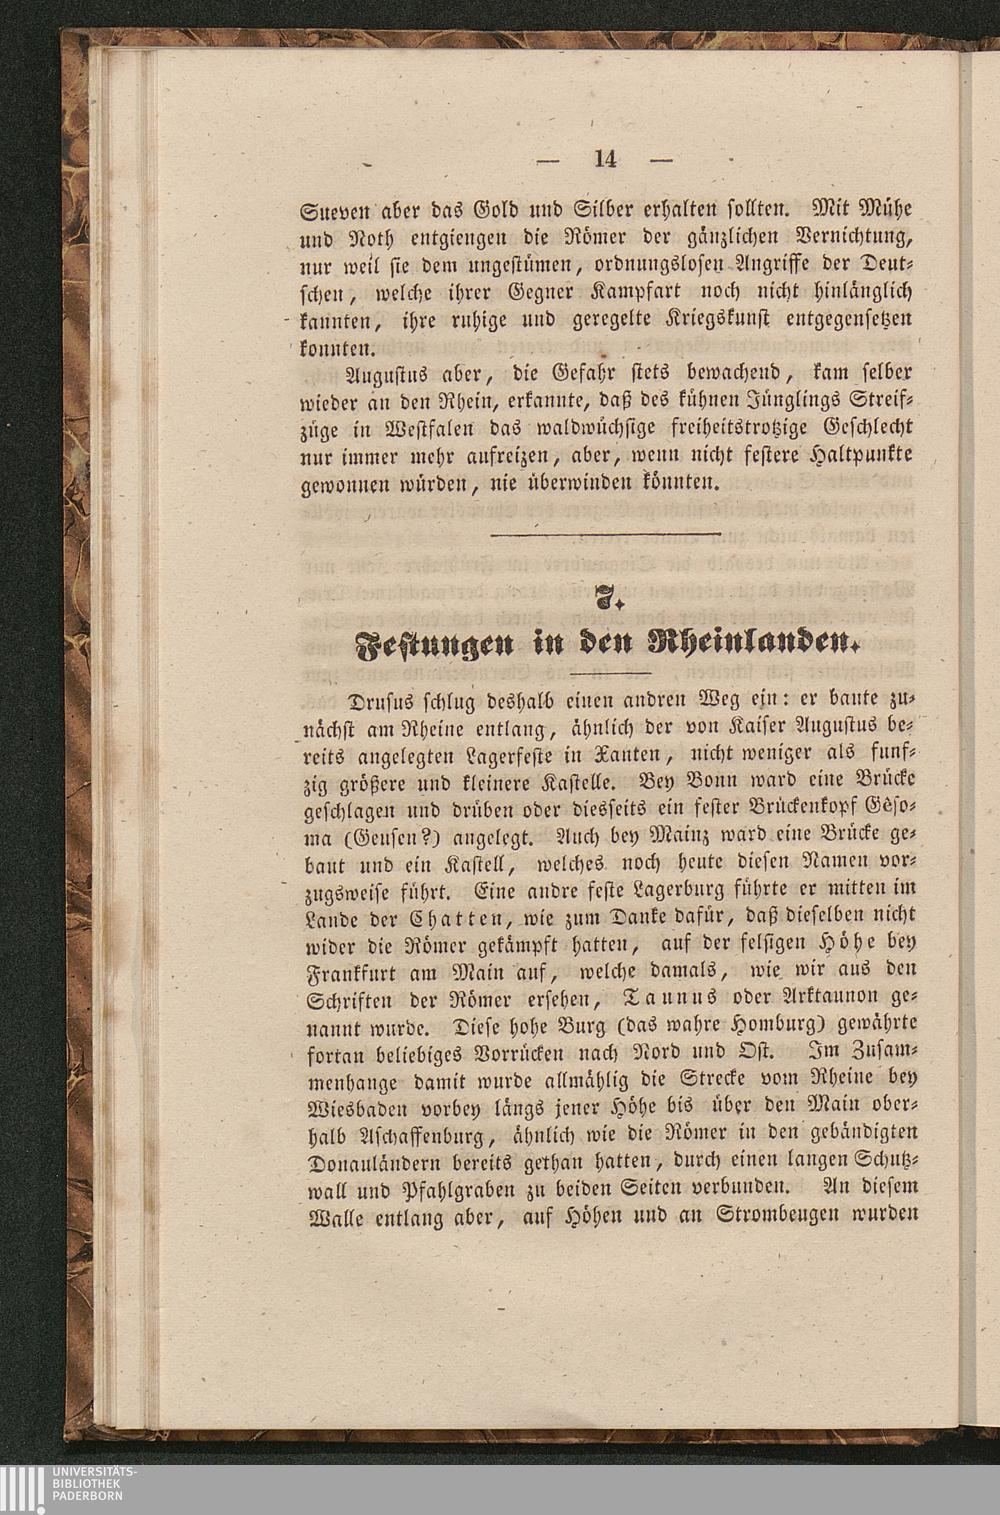 — 14 —
Sueven aber das Gold und Silber erhalten sollten. Mit Mühe
und Noth entgiengen die Römer der gänzlichen Vernichtung,
nur weil sie dem ungestümen, ordnungslosen Angriffe der Deut-
schen, welche ihrer Gegner Kampfart noch nicht hinlänglich
kannten, ihre ruhige und geregelte Kriegskunst entgegensetzen
konnten.
Augustus aber, die Gefahr stets bewachend, kam selber
wieder an den Rhein, erkannte, daß des kühnen Jünglings Streif-
züge in Westfalen das waldwüchsige freiheitstrotzige Geschlecht
nur immer mehr aufreizen, aber, wenn nicht festere Haltpunkte
gewonnen würden, nie überwinden könnten.
7.
Festungen in den Rheinlanden.
Drusus schlug deshalb einen andren Weg ein: er baute zu-
nächst am Rheine entlang, ähnlich der von Kaiser Augustus be-
reits angelegten Lagerfeste in Xanten, nicht weniger als funf-
zig größere und kleinere Kastelle. Bey Bonn ward eine Brücke
geschlagen und drüben oder diesseits ein fester Brückenkopf Gêso-
ma (Geusen?) angelegt. Auch bey Mainz ward eine Brücke ge-
baut und ein Kastell, welches noch heute diesen Namen vor-
zugsweise führt. Eine andre feste Lagerburg führte er mitten im
Lande der Chatten, wie zum Danke dafür, daß dieselben nicht
wider die Römer gekämpft hatten, auf der felsigen Höhe bey
Frankfurt am Main auf, welche damals, wie wir aus den
Schriften der Römer ersehen, Taunus oder Arktaunon ge-
nannt wurde. Diese hohe Burg (das wahre Homburg) gewährte
fortan beliebiges Vorrücken nach Nord und Ost. Im Zusam-
menhange damit wurde allmählig die Strecke vom Rheine bey
Wiesbaden vorbey längs jener Höhe bis über den Main ober-
halb Aschaffenburg, ähnlich wie die Römer in den gebändigten
Donauländern bereits gethan hatten, durch einen langen Schutz-
wall und Pfahlgraben zu beiden Seiten verbunden. An diesem
Walle entlang aber, auf Höhen und an Strombeugen wurden
UNIVERSITÄTS-
BIBLIOTHEK
PADERBORN